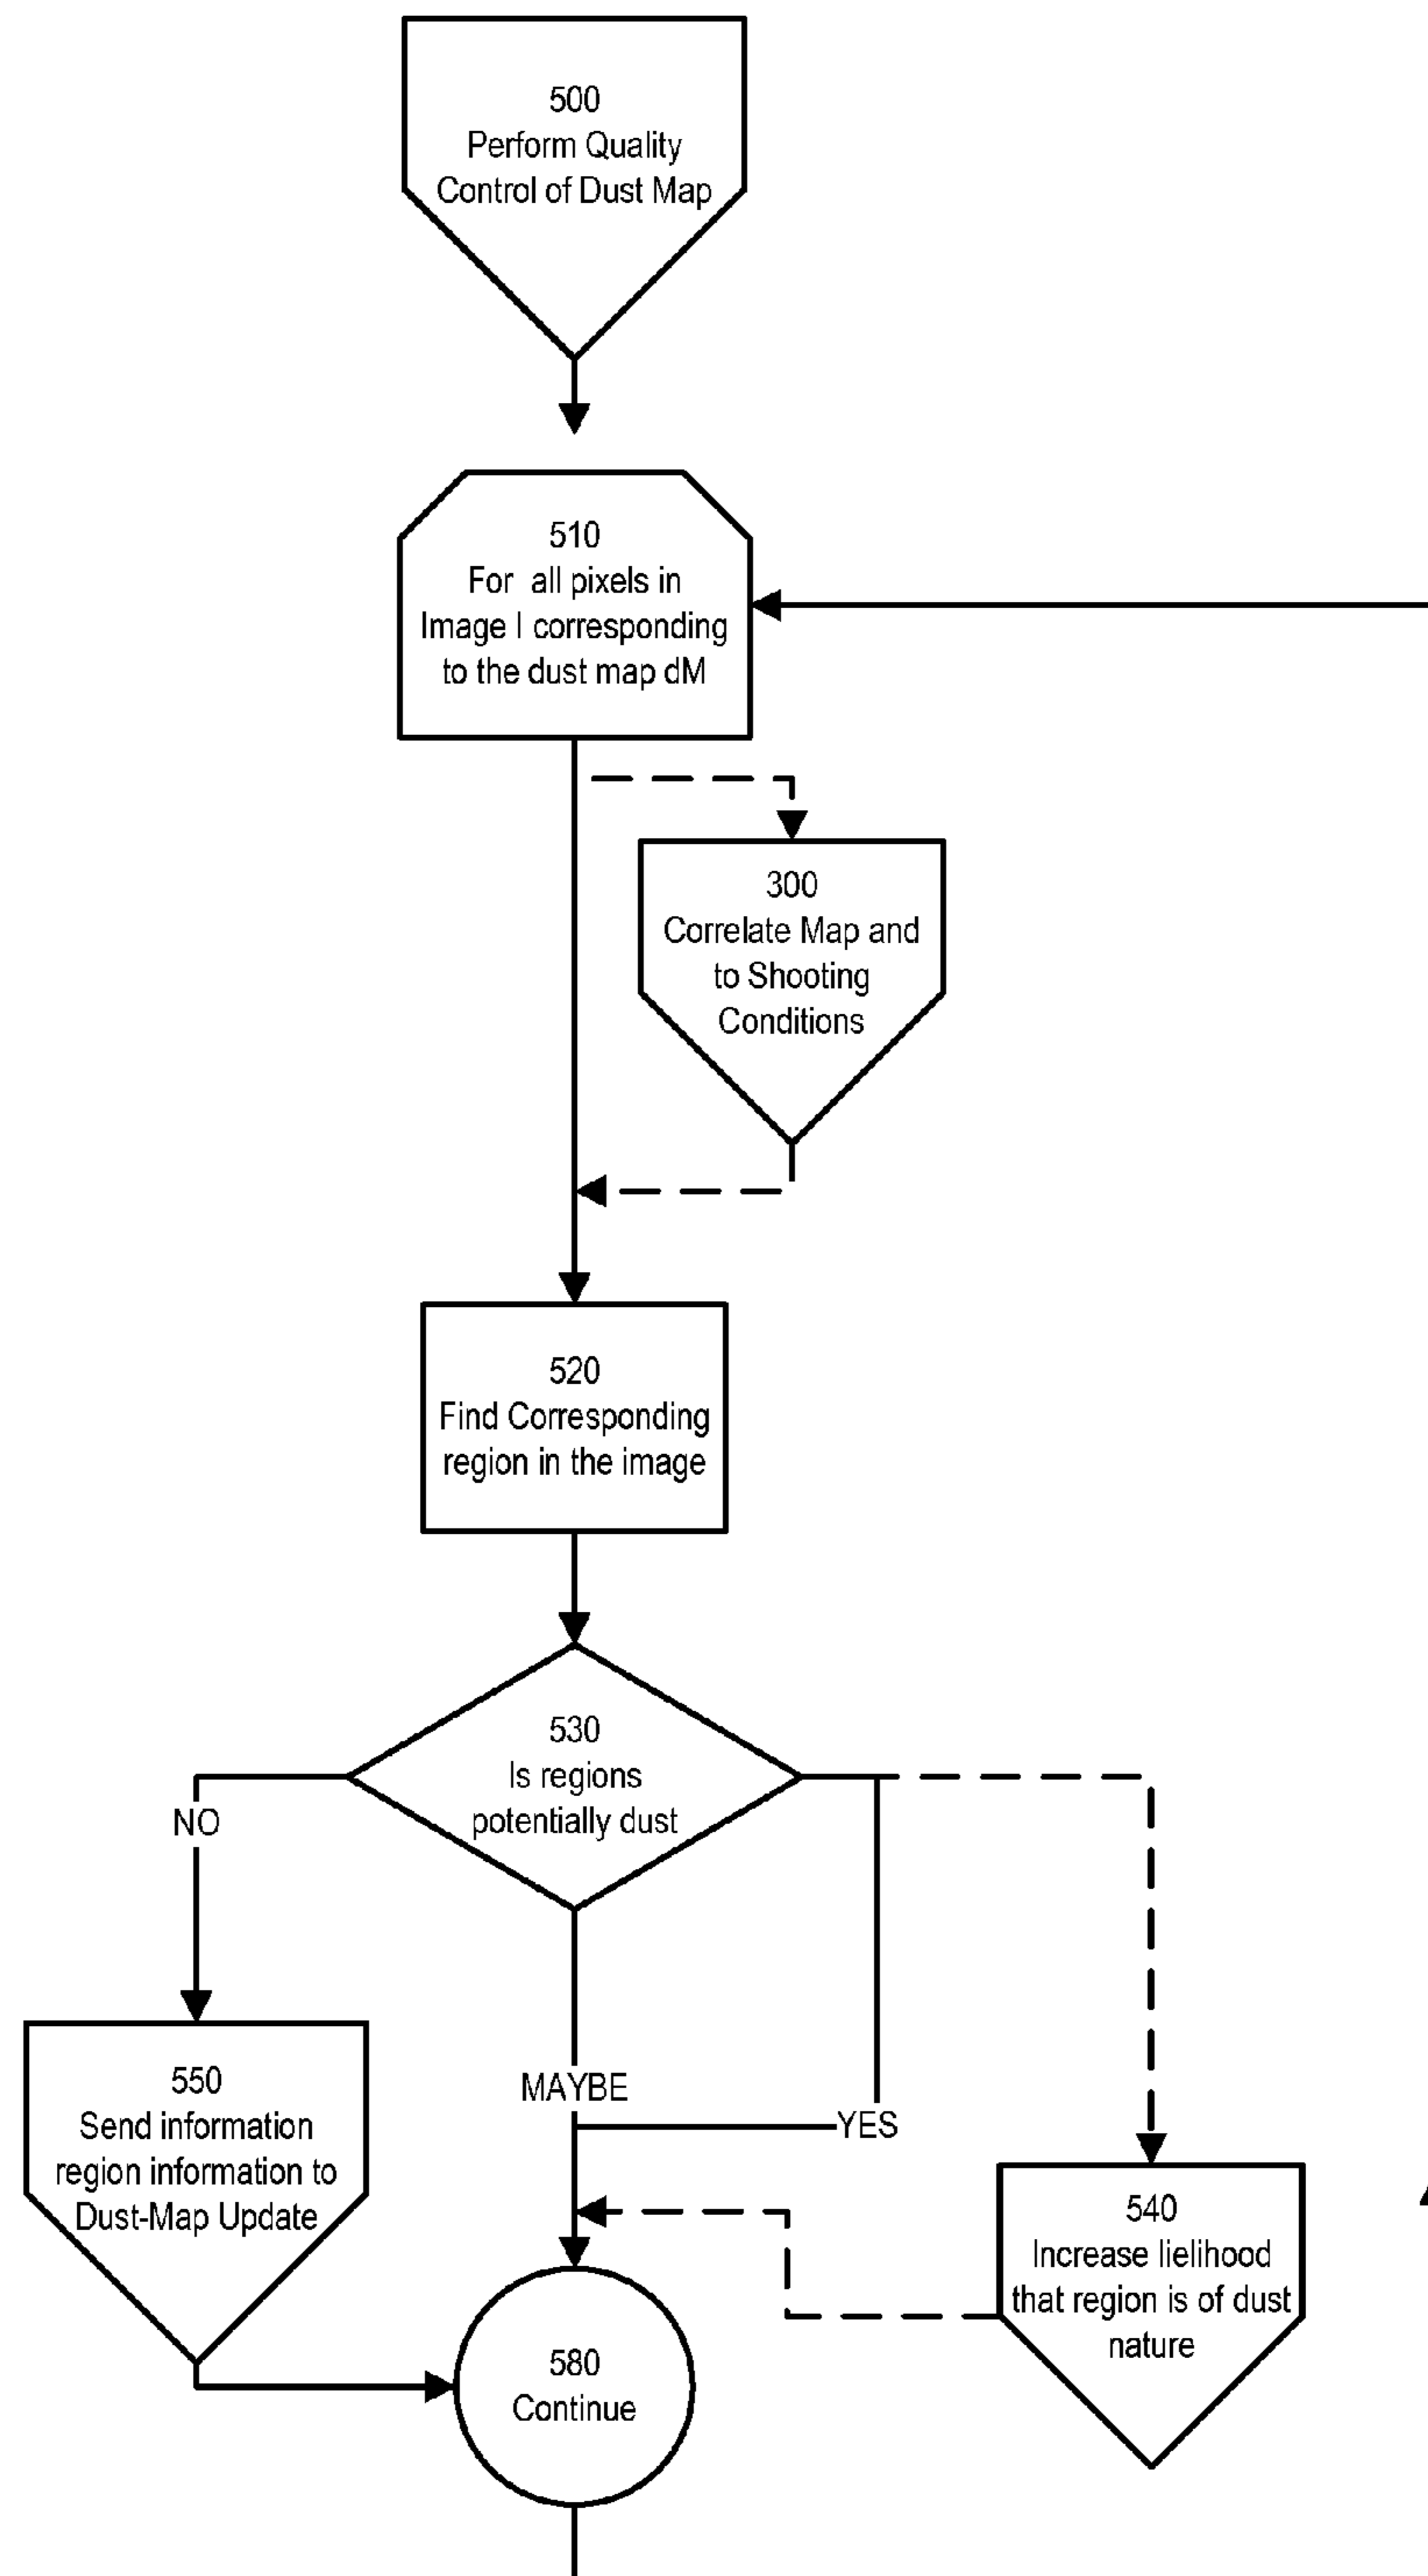 500
Perform Quality
Control of Dust Map
510
For all pixels in
Image I corresponding
to the dust map dM
300
Correlate Map and
to Shooting
Conditions
520
Find Corresponding
region in the image
530
Is regions
potentially dust
NO
MAYBE
YES
550
Send information
region information to
Dust-Map Update
540
Increase lielihood
that region is of dust
nature
580
Continue